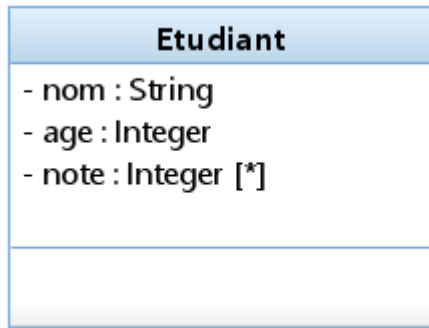 Etudiant
- nom : String
- age : Integer
- note : Integer [*]